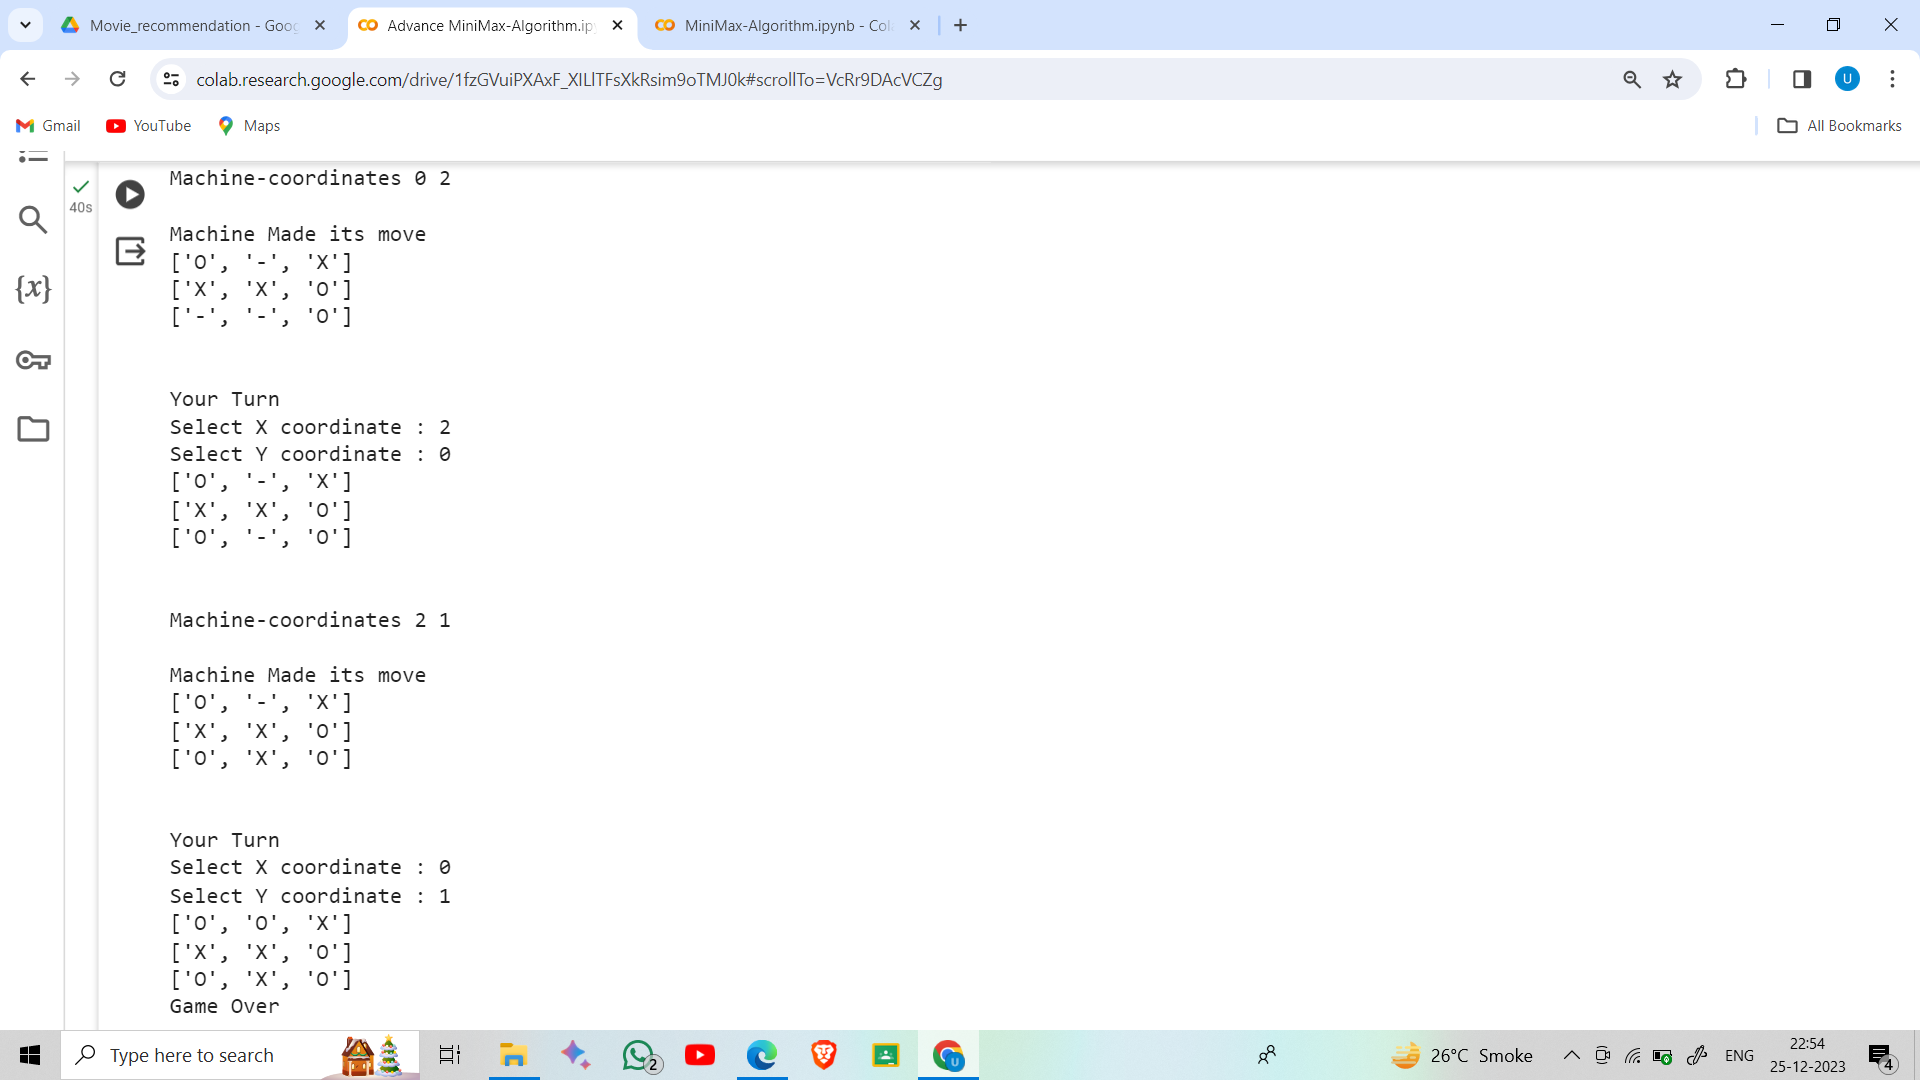 Movie_recommendation - Goog
Advance MiniMax-Algorithm.ipy
MiniMax-Algorithm.ipynb - Col
colab.research.google.com/drive/1fzGVuiPXAxF_XILlTFsXkRsim9oTMJ0k#scrollTo=VcRr9DAcVCZg
U
Gmail
YouTube
Maps
All Bookmarks
40s
{x}
Machine-coordinates 0 2
Machine Made its move
['O', '-', 'X']
['X', 'X', 'O']
['-', '-', 'O']
Your Turn
Select X coordinate : 2
Select Y coordinate : 0
['O', '-', 'X']
['X', 'X', 'O']
['O', '-', 'O']
Machine-coordinates 2 1
Machine Made its move
['O', '-', 'X']
['X', 'X', 'O']
['O', 'X', 'O']
Your Turn
Select X coordinate : 0
Select Y coordinate : 1
['O', 'O', 'X']
['X', 'X', 'O']
['O', 'X', 'O']
Game Over
Type here to search
2
U
26°C Smoke
ENG
22:54
25-12-2023
4